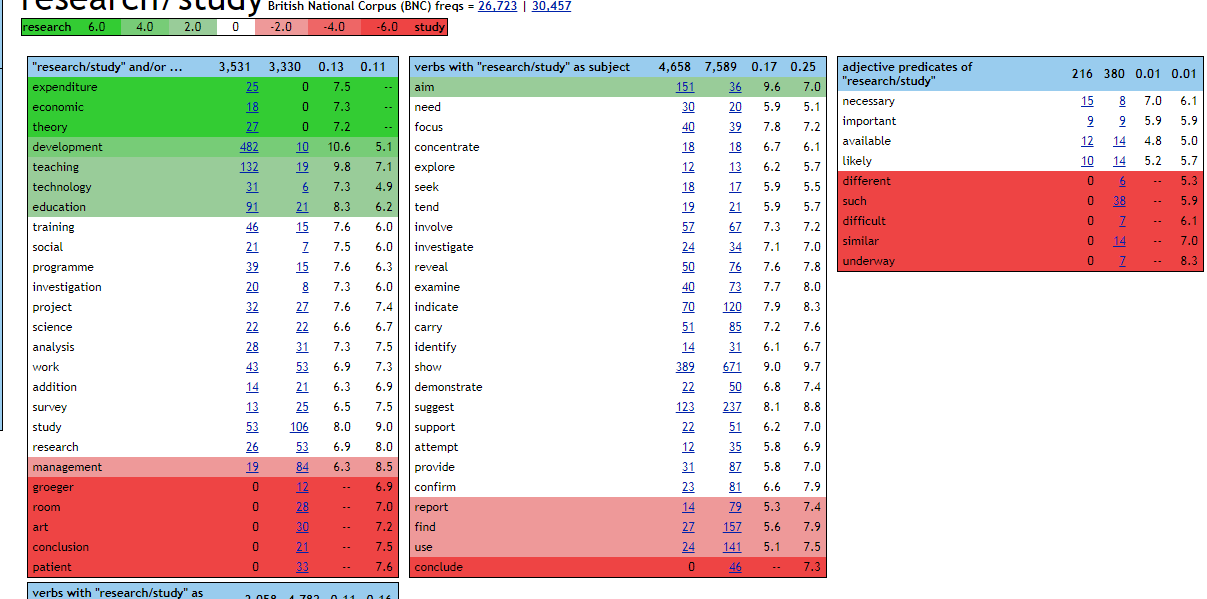 research/study British National Corpus (BNC) freqs = 26,723 | 30,457
research 6.0 4.0 2.0 0 -2.0 -4.0 -6.0 study
"research/study" and/or ... 3,531 3,330 0.13 0.11
expenditure 25 0 7.5 --
economic 18 0 7.3 --
theory 27 0 7.2 --
development 482 10 10.6 5.1
teaching 132 19 9.8 7.1
technology 31 6 7.3 4.9
education 91 21 8.3 6.2
training 46 15 7.6 6.0
social 21 7 7.5 6.0
programme 39 15 7.6 6.3
investigation 20 8 7.3 6.0
project 32 27 7.6 7.4
science 22 22 6.6 6.7
analysis 28 31 7.3 7.5
work 43 53 6.9 7.3
addition 14 21 6.3 6.9
survey 13 25 6.5 7.5
study 53 106 8.0 9.0
research 26 53 6.9 8.0
management 19 84 6.3 8.5
groeger 0 12 -- 6.9
room 0 28 -- 7.0
art 0 30 -- 7.2
conclusion 0 21 -- 7.5
patient 0 33 -- 7.6
verbs with "research/study" as
verbs with "research/study" as subject 4,658 7,589 0.17 0.25
aim 151 36 9.6 7.0
need 30 20 5.9 5.1
focus 40 39 7.8 7.2
concentrate 18 18 6.7 6.1
explore 12 13 6.2 5.7
seek 18 17 5.9 5.5
tend 19 21 5.9 5.7
involve 57 67 7.3 7.2
investigate 24 34 7.1 7.0
reveal 50 76 7.6 7.8
examine 40 73 7.7 8.0
indicate 70 120 7.9 8.3
carry 51 85 7.2 7.6
identify 14 31 6.1 6.7
show 389 671 9.0 9.7
demonstrate 22 50 6.8 7.4
suggest 123 237 8.1 8.8
support 22 51 6.2 7.0
attempt 12 35 5.8 6.9
provide 31 87 5.8 7.0
confirm 23 81 6.6 7.9
report 14 79 5.3 7.4
find 27 157 5.6 7.9
use 24 141 5.1 7.5
conclude 0 46 -- 7.3
adjective predicates of
"research/study" 216 380 0.01 0.01
necessary 15 8 7.0 6.1
important 9 9 5.9 5.9
available 12 14 4.8 5.0
likely 10 14 5.2 5.7
different 0 6 -- 5.3
such 0 38 -- 5.9
difficult 0 7 -- 6.1
similar 0 14 -- 7.0
underway 0 7 -- 8.3